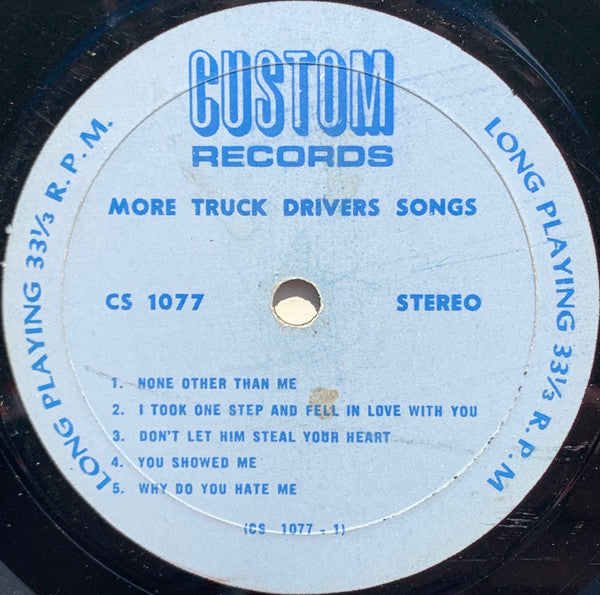 CUSTOM
RECORDS
MORE TRUCK DRIVERS SONGS
CS 1077 STEREO
1. NONE OTHER THAN ME
2. I TOOK ONE STEP AND FELL IN LOVE WITH YOU
3. DON'T LET HIM STEAL YOUR HEART
4. YOU SHOWED ME
5. WHY DO YOU HATE ME
(CS 1077 - 1)
LONG PLAYING 33⅓ R.P.M.
LONG PLAYING 33⅓ R.P.M